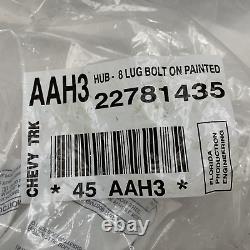 AAH3
HUB - 8 LUG BOLT ON PAINTED
22781435
CHEVY TRK
* 45 AAH3 *
FLORIDA
PRODUCTION
ENGINEERING